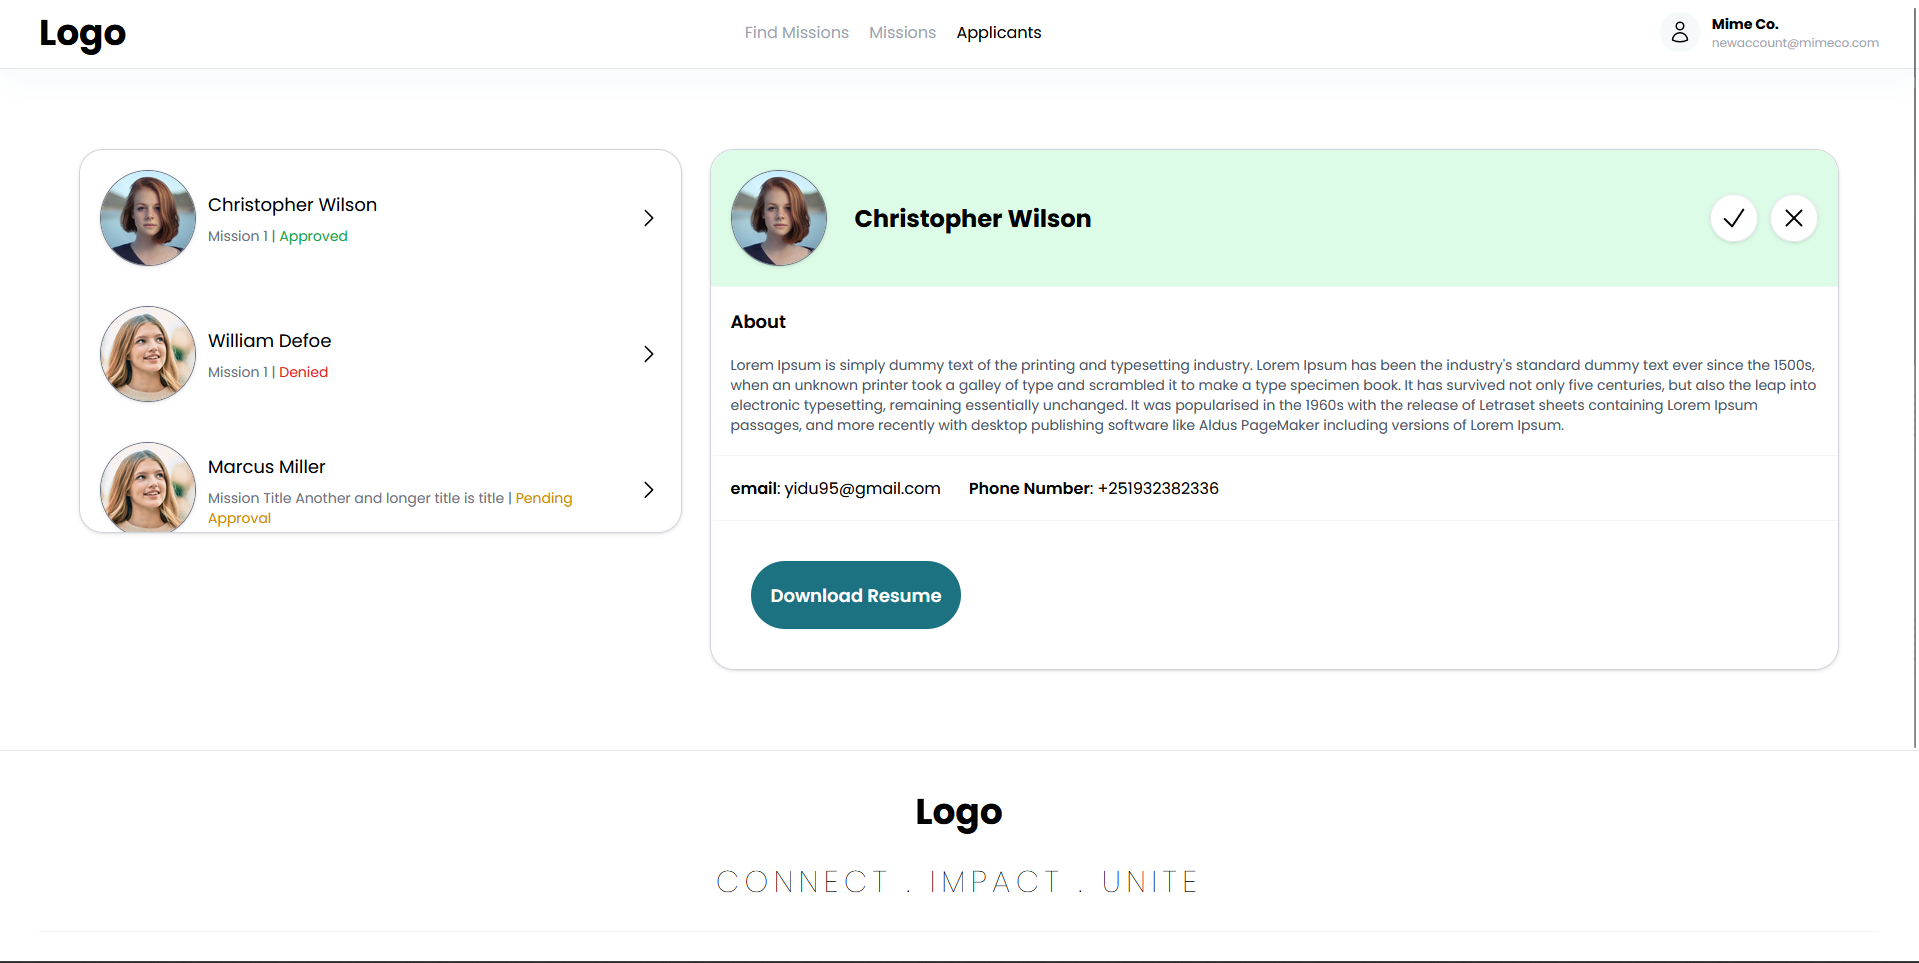 Logo
Find Missions Missions Applicants
Mime Co.
newaccount@mimeco.com
Christopher Wilson
Mission 1 | Approved
William Defoe
Mission 1 | Denied
Marcus Miller
Mission Title Another and longer title is title | Pending
Approval
Christopher Wilson
About
Lorem Ipsum is simply dummy text of the printing and typesetting industry. Lorem Ipsum has been the industry's standard dummy text ever since the 1500s,
when an unknown printer took a galley of type and scrambled it to make a type specimen book. It has survived not only five centuries, but also the leap into
electronic typesetting, remaining essentially unchanged. It was popularised in the 1960s with the release of Letraset sheets containing Lorem Ipsum
passages, and more recently with desktop publishing software like Aldus PageMaker including versions of Lorem Ipsum.
email: yidu95@gmail.com Phone Number: +251932382336
Download Resume
Logo
CONNECT . IMPACT . UNITE